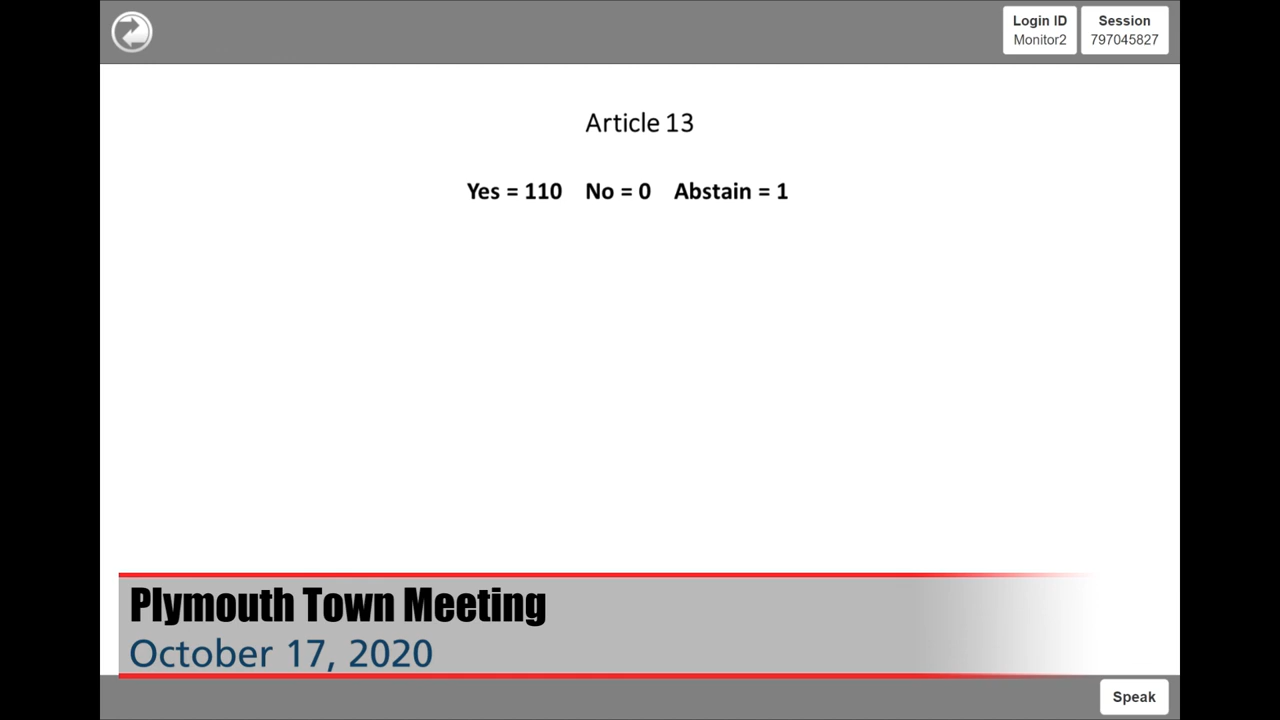 Login ID
Monitor2
Session
797045827
Article 13
Yes = 110 No = 0 Abstain = 1
Plymouth Town Meeting
October 17, 2020
Speak